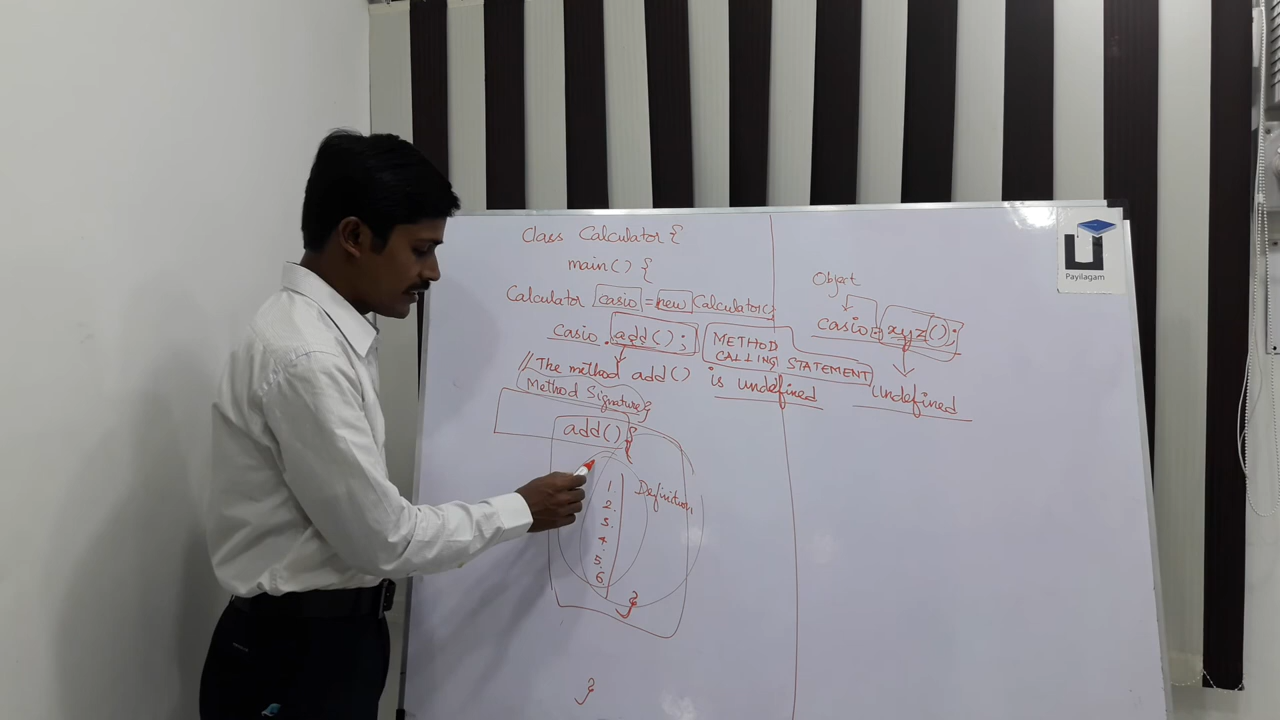 Class Calculator {
main() {
Calculator casio = new Calculator()
casio . add() ;
METHOD
CALLING STATEMENT
// The method add() is undefined
Method Signature {
add() {
Definition
1.
2.
3.
4.
5.
6.
}
}
Object
casio . xyz();
Undefined
Payilagam